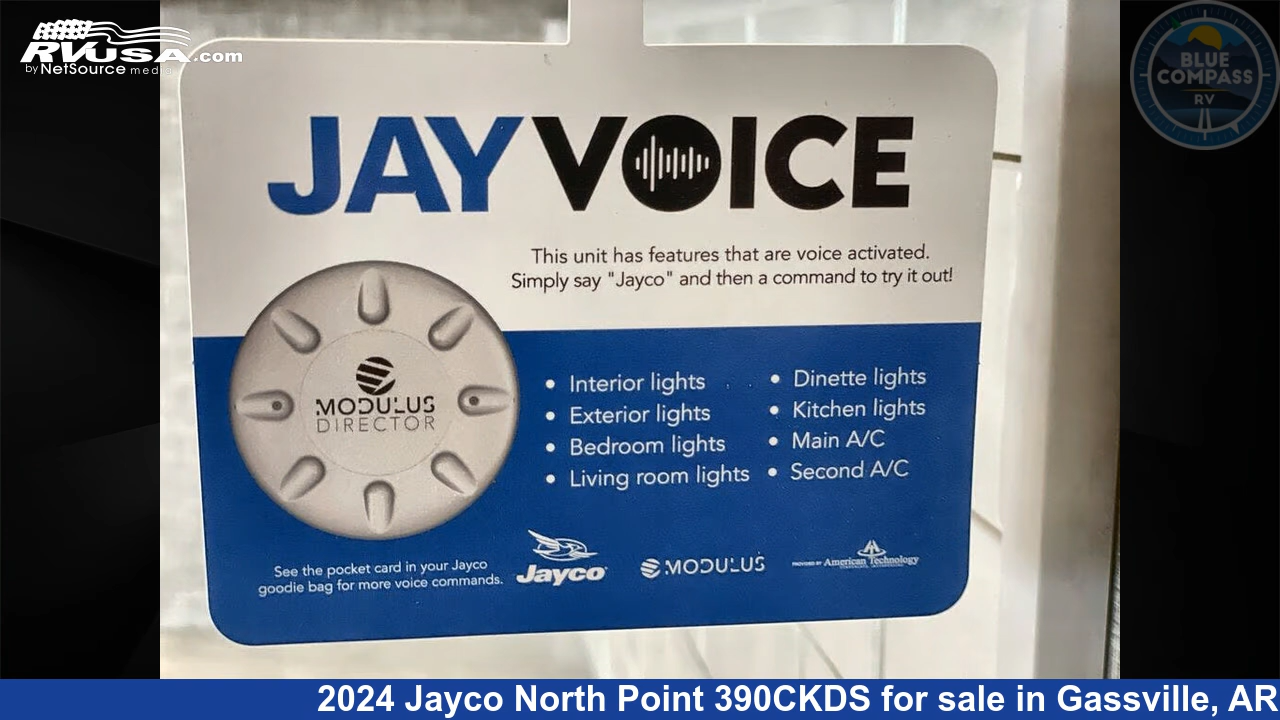 RVUSA.com
by NetSource media
BLUE
COMPASS
RV
JAYVOICE
This unit has features that are voice activated.
Simply say "Jayco" and then a command to try it out!
MODULUS
DIRECTOR
• Interior lights
• Exterior lights
• Bedroom lights
• Living room lights
• Dinette lights
• Kitchen lights
• Main A/C
• Second A/C
See the pocket card in your Jayco
goodie bag for more voice commands.
Jayco
MODULUS
PROVIDED BY American Technology
2024 Jayco North Point 390CKDS for sale in Gassville, AR